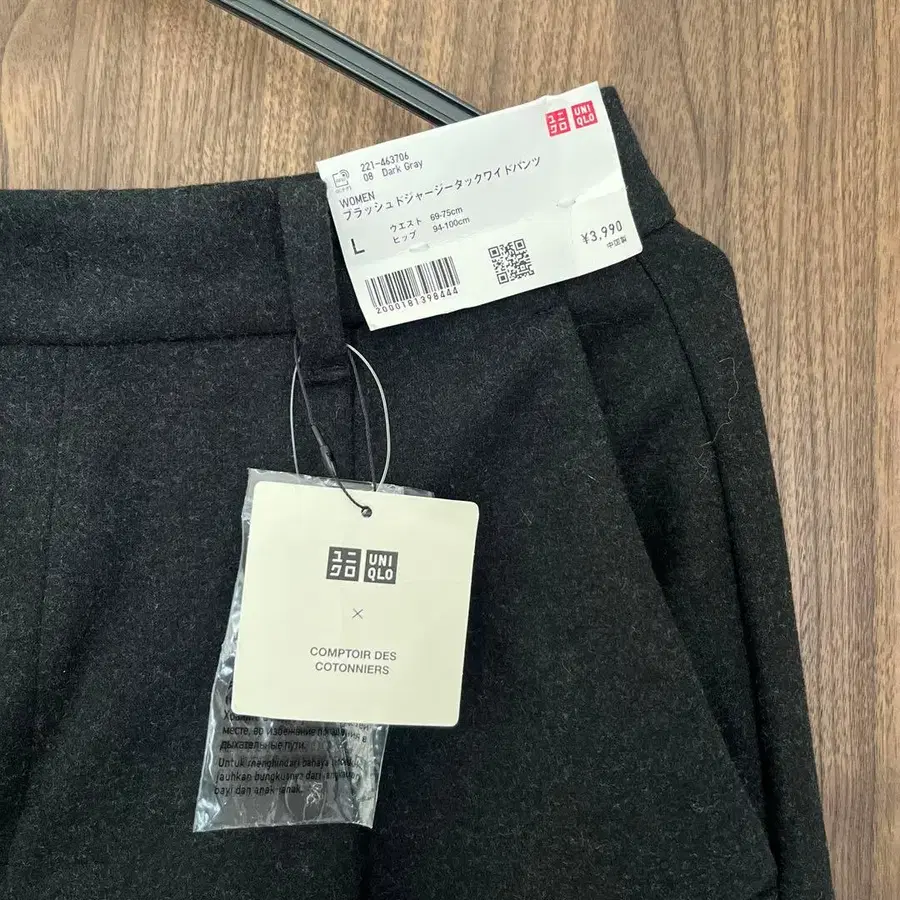 ユニクロ
UNIQLO
221-463706
08 Dark Gray
WOMEN
ブラッシュドジャージータックワイドパンツ
L
ウエスト 69-75cm
ヒップ 94-100cm
¥3,990
2000181398444
ユニクロ
UNIQLO
×
COMPTOIR DES
COTONNIERS
месте, во избежание
дыхательные пути.
Untuk menghindari bahaya
jauhkan bungkusnya dari
bayi dan anak-anak.